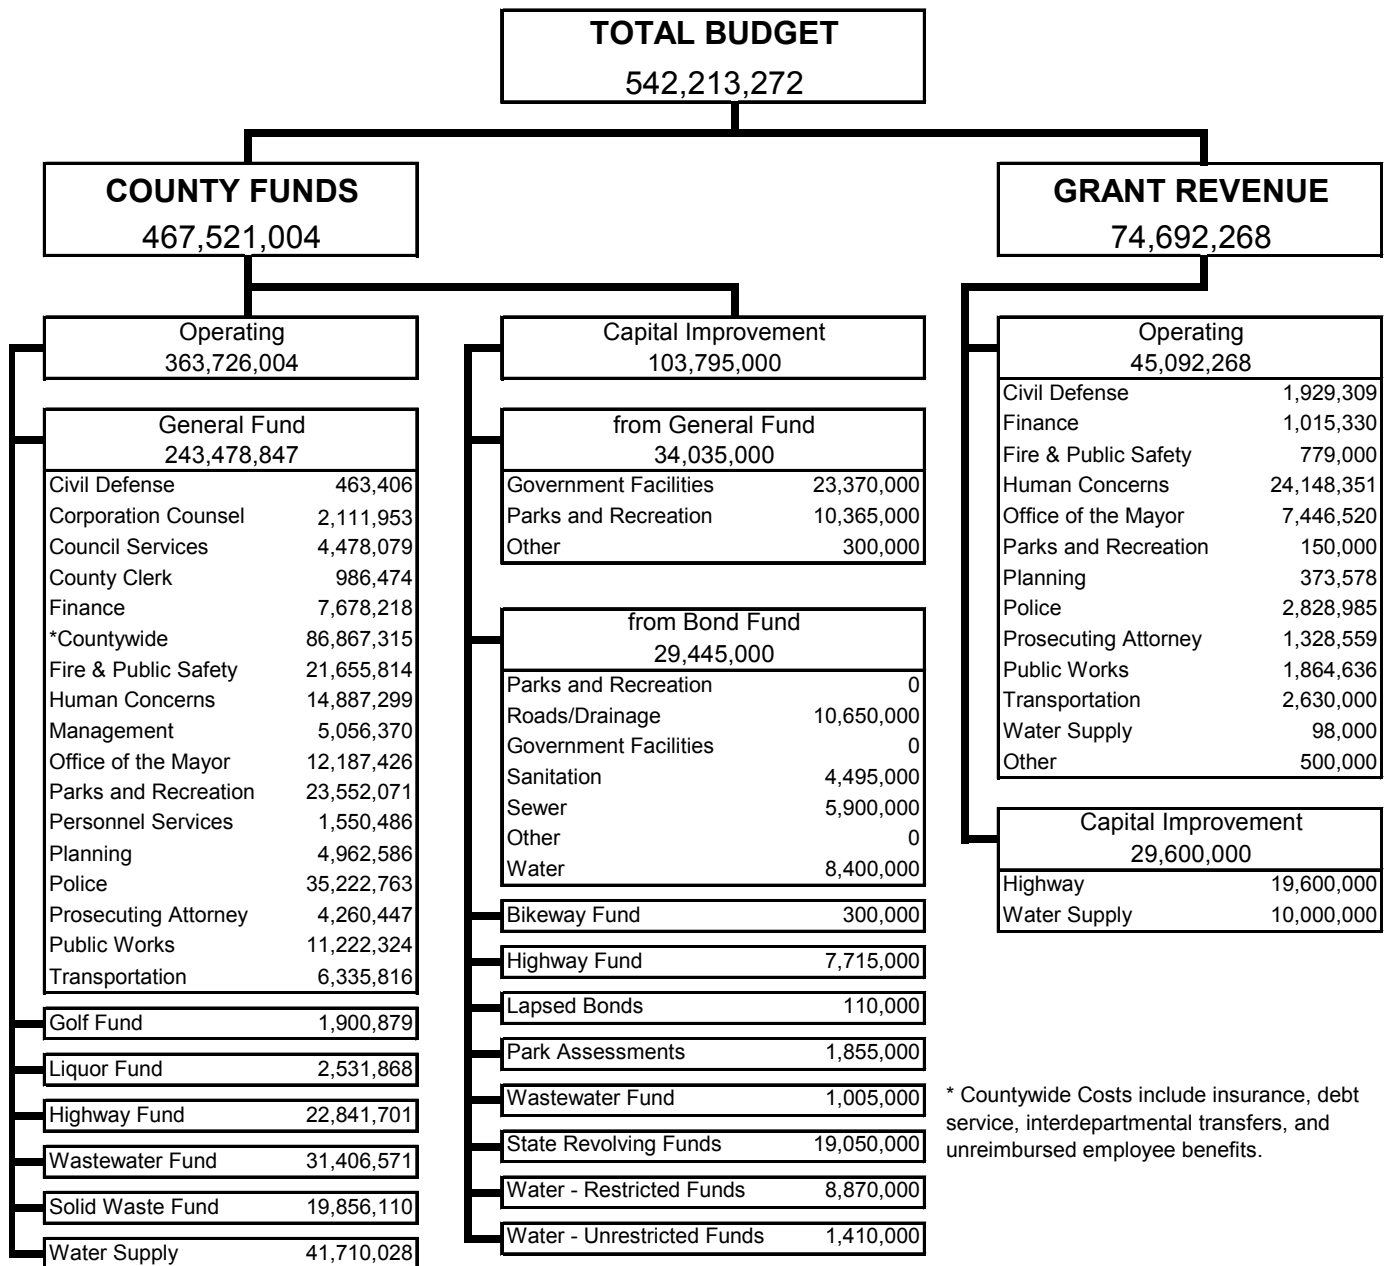 TOTAL BUDGET
542,213,272
COUNTY FUNDS
467,521,004
GRANT REVENUE
74,692,268
Operating
363,726,004
General Fund
243,478,847
Civil Defense 463,406
Corporation Counsel 2,111,953
Council Services 4,478,079
County Clerk 986,474
Finance 7,678,218
*Countywide 86,867,315
Fire & Public Safety 21,655,814
Human Concerns 14,887,299
Management 5,056,370
Office of the Mayor 12,187,426
Parks and Recreation 23,552,071
Personnel Services 1,550,486
Planning 4,962,586
Police 35,222,763
Prosecuting Attorney 4,260,447
Public Works 11,222,324
Transportation 6,335,816
Golf Fund 1,900,879
Liquor Fund 2,531,868
Highway Fund 22,841,701
Wastewater Fund 31,406,571
Solid Waste Fund 19,856,110
Water Supply 41,710,028
Capital Improvement
103,795,000
from General Fund
34,035,000
Government Facilities 23,370,000
Parks and Recreation 10,365,000
Other 300,000
from Bond Fund
29,445,000
Parks and Recreation 0
Roads/Drainage 10,650,000
Government Facilities 0
Sanitation 4,495,000
Sewer 5,900,000
Other 0
Water 8,400,000
Bikeway Fund 300,000
Highway Fund 7,715,000
Lapsed Bonds 110,000
Park Assessments 1,855,000
Wastewater Fund 1,005,000
State Revolving Funds 19,050,000
Water - Restricted Funds 8,870,000
Water - Unrestricted Funds 1,410,000
Operating
45,092,268
Civil Defense 1,929,309
Finance 1,015,330
Fire & Public Safety 779,000
Human Concerns 24,148,351
Office of the Mayor 7,446,520
Parks and Recreation 150,000
Planning 373,578
Police 2,828,985
Prosecuting Attorney 1,328,559
Public Works 1,864,636
Transportation 2,630,000
Water Supply 98,000
Other 500,000
Capital Improvement
29,600,000
Highway 19,600,000
Water Supply 10,000,000
* Countywide Costs include insurance, debt
service, interdepartmental transfers, and
unreimbursed employee benefits.